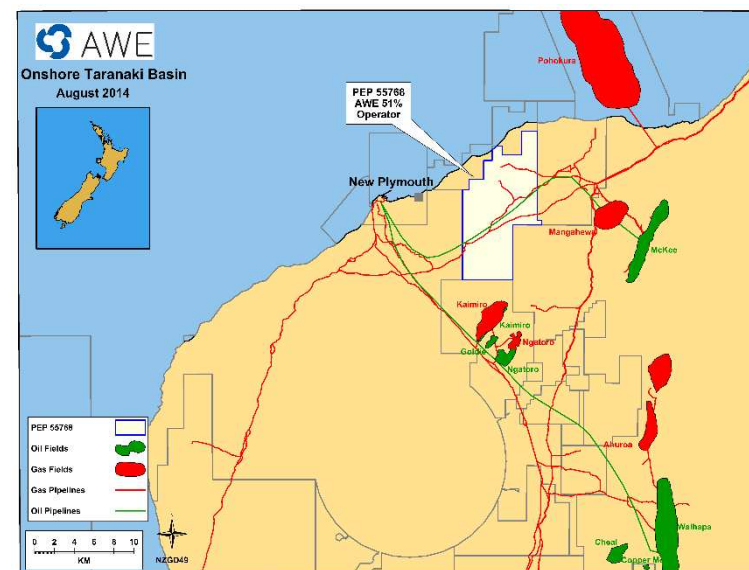 AWE
Onshore Taranaki Basin
August 2014
PEP 55768
AWE 51%
Operator
Pohokura
New Plymouth
Mangahewa
McKee
Kaimiro
Kaimiro
Goldie
Ngatoro
Ngatoro
Ahuroa
Waihapa
Cheal
Copper Mo
PEP 55768
Oil Fields
Gas Fields
Gas Pipelines
Oil Pipelines
0 2 4 6 8 10
KM
NZGD49